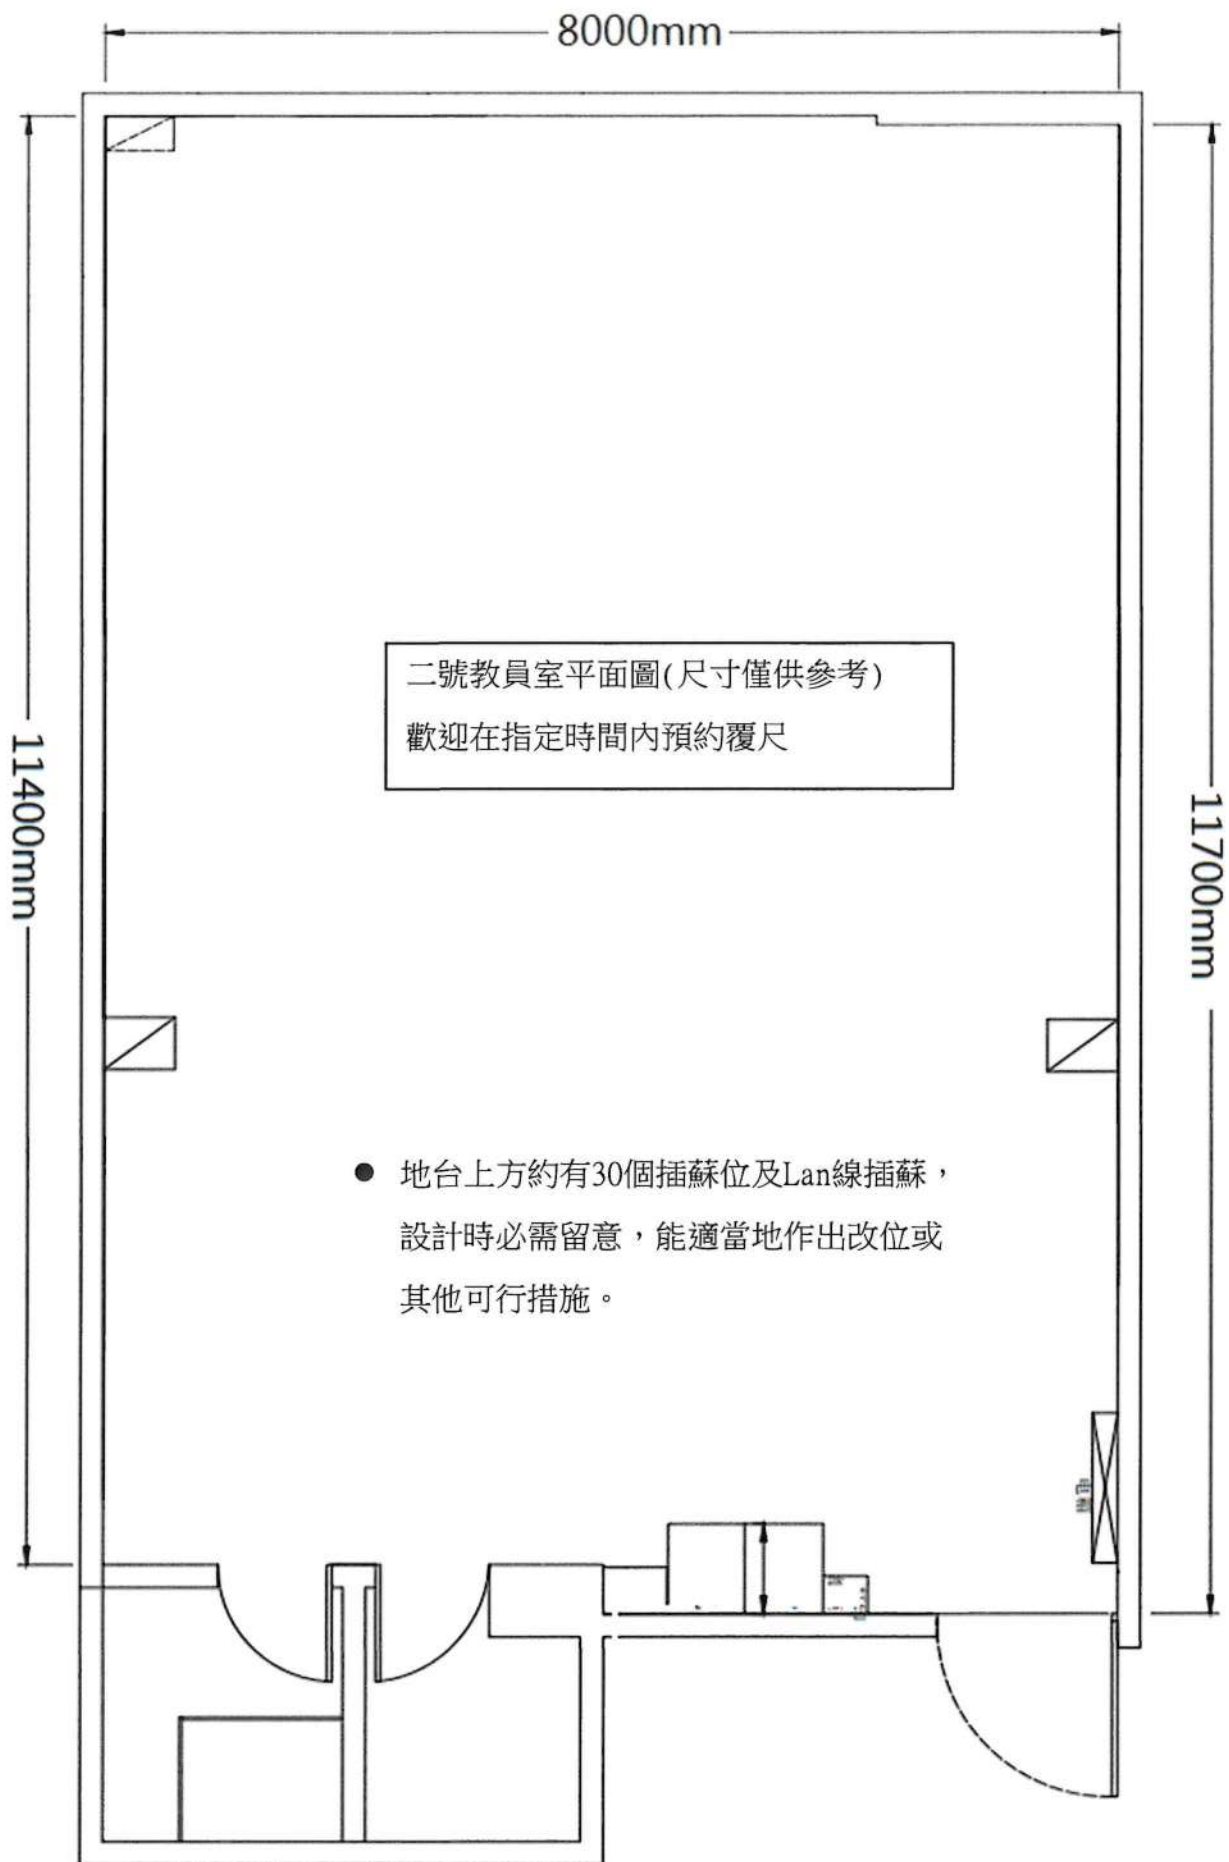 8000mm
11400mm
11700mm
二號教員室平面圖(尺寸僅供參考)
歡迎在指定時間內預約覆尺
● 地台上方約有30個插蘇位及Lan線插蘇，
設計時必需留意，能適當地作出改位或
其他可行措施。